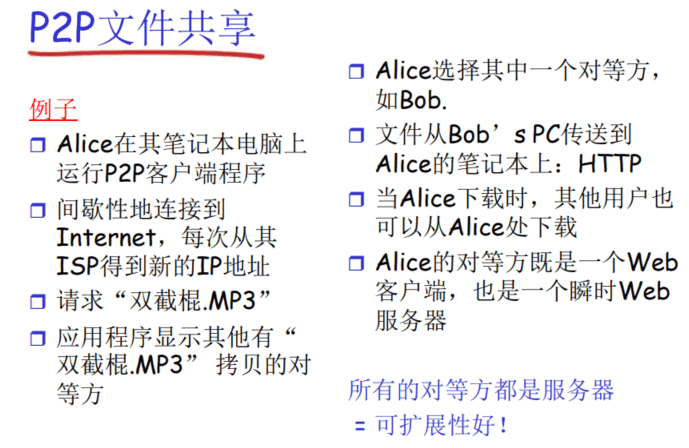 P2P文件共享
例子
Alice在其笔记本电脑上
运行P2P客户端程序
间歇性地连接到
Internet，每次从其
ISP得到新的IP地址
请求“双截棍.MP3”
应用程序显示其他有“
双截棍.MP3” 拷贝的对
等方
Alice选择其中一个对等方，
如Bob.
文件从Bob’s PC传送到
Alice的笔记本上：HTTP
当Alice下载时，其他用户也
可以从Alice处下载
Alice的对等方既是一个Web
客户端，也是一个瞬时Web
服务器
所有的对等方都是服务器
= 可扩展性好！